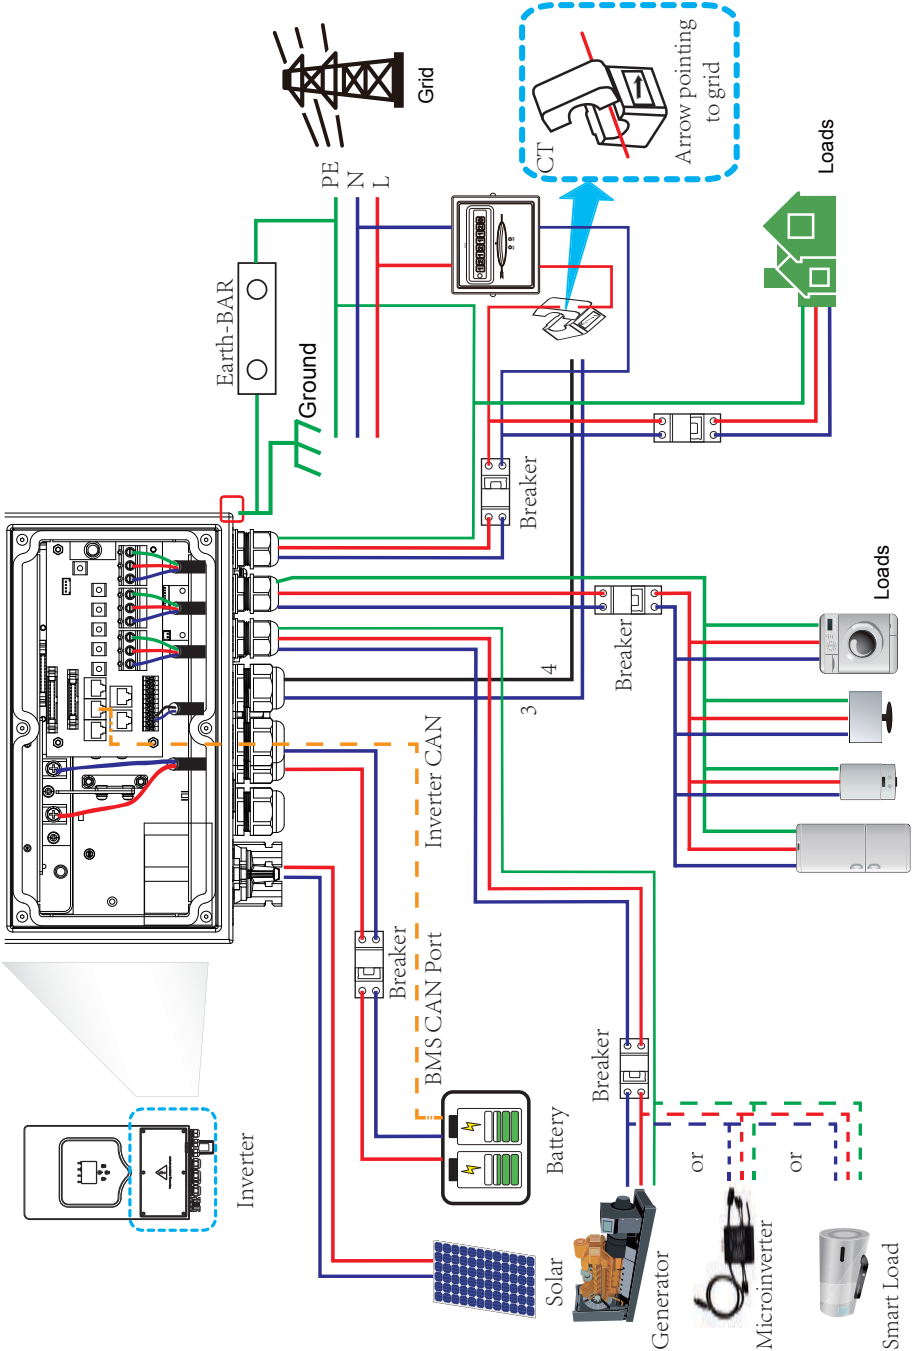 Inverter
Solar
Battery
Generator
Microinverter
Smart Load
or
or
BMS CAN Port
Breaker
Breaker
Inverter CAN
3
4
Breaker
Loads
Breaker
Ground
Earth-BAR
PE
N
L
Grid
CT
Arrow pointing
to grid
Loads